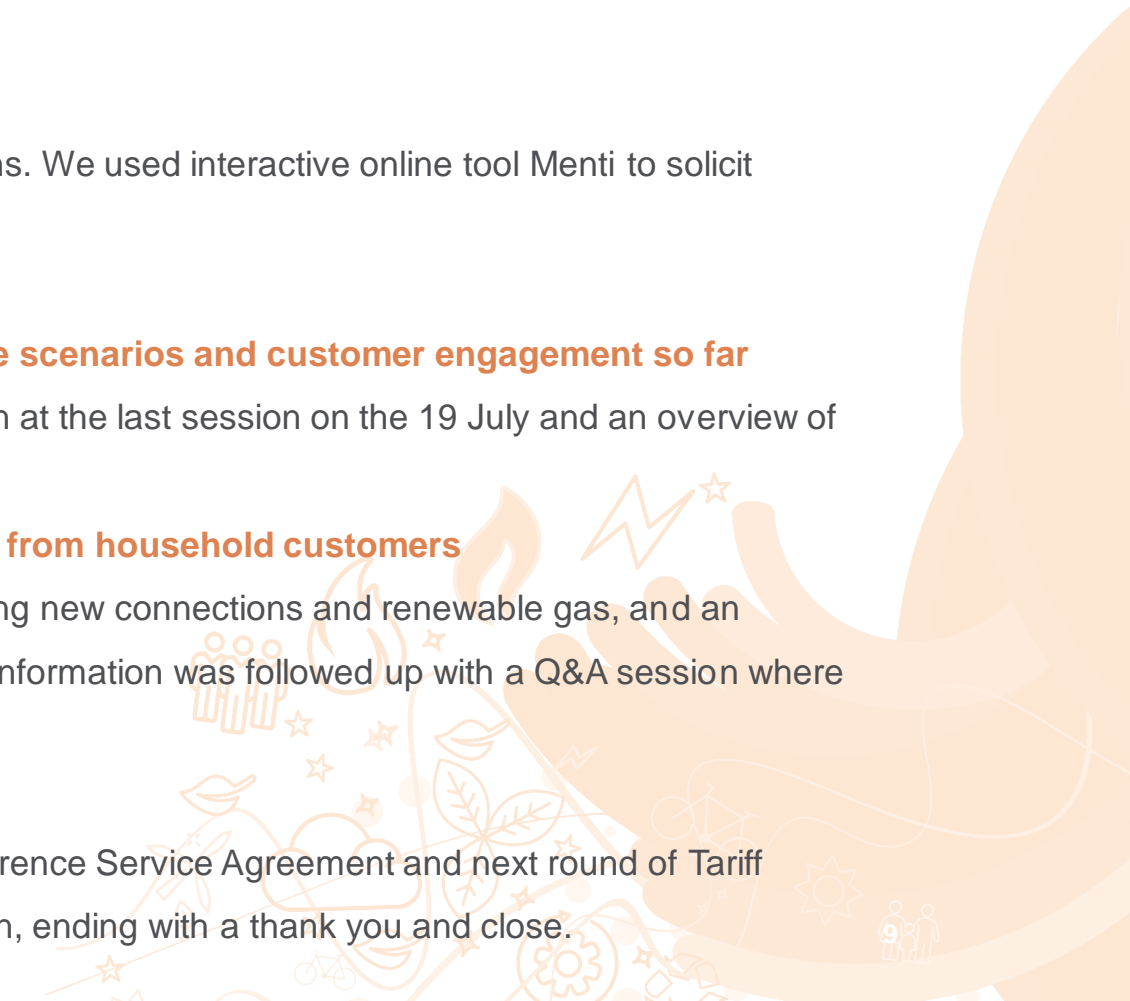 ns. We used interactive online tool Menti to solicit
e scenarios and customer engagement so far
n at the last session on the 19 July and an overview of
from household customers
ng new connections and renewable gas, and an
nformation was followed up with a Q&A session where
rence Service Agreement and next round of Tariff
n, ending with a thank you and close.
9